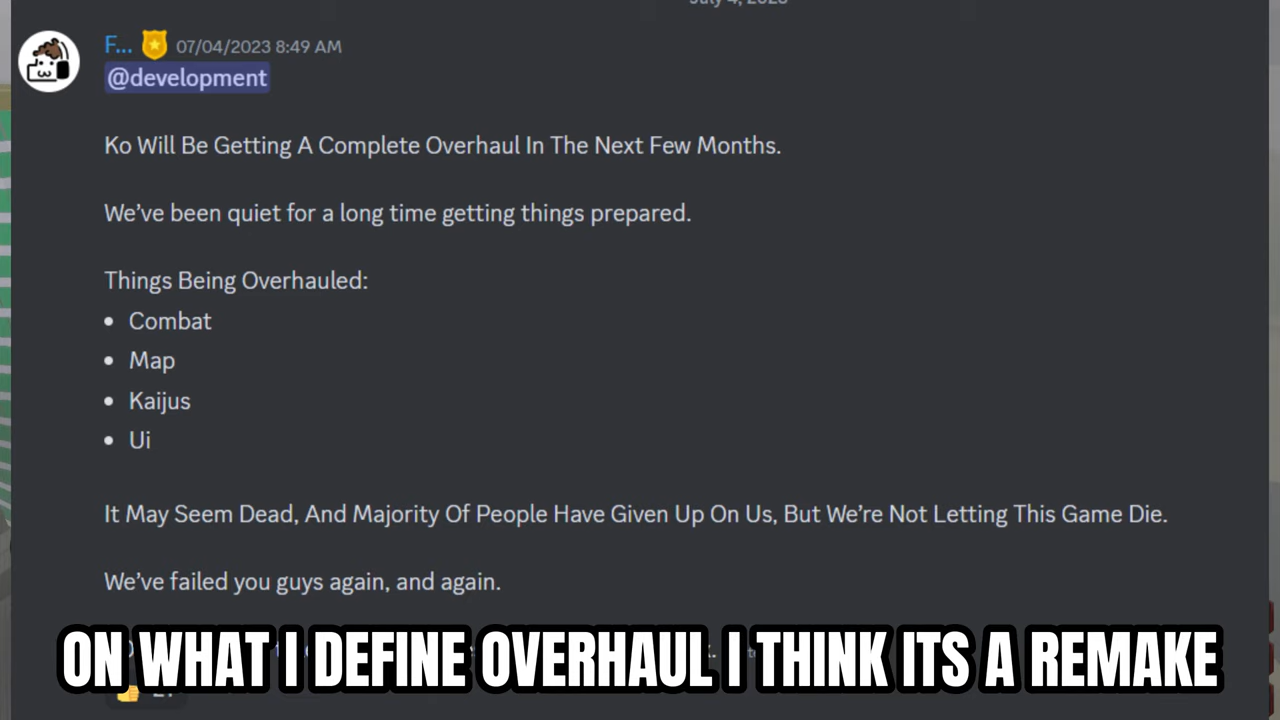 July 4, 2023
F... 07/04/2023 8:49 AM
@development
Ko Will Be Getting A Complete Overhaul In The Next Few Months.
We've been quiet for a long time getting things prepared.
Things Being Overhauled:
• Combat
• Map
• Kaijus
• Ui
It May Seem Dead, And Majority Of People Have Given Up On Us, But We're Not Letting This Game Die.
We've failed you guys again, and again.
ON WHAT I DEFINE OVERHAUL I THINK ITS A REMAKE